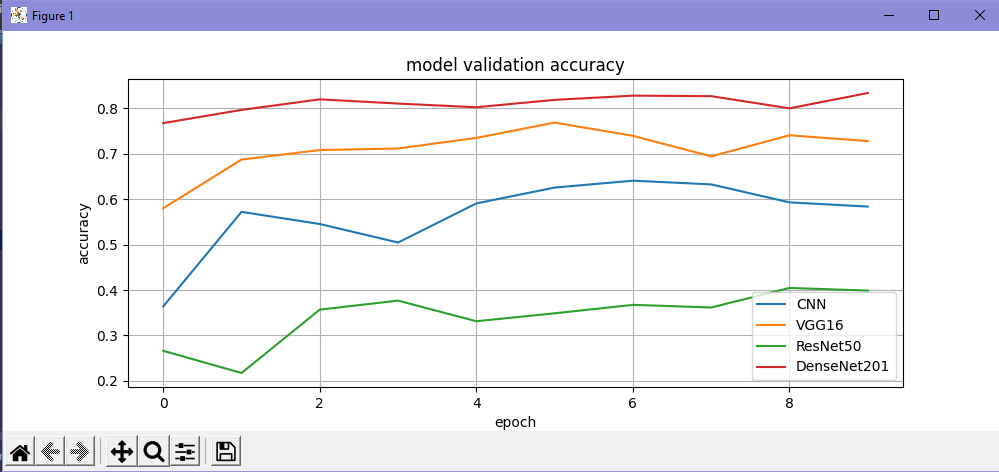 Figure 1
model validation accuracy
accuracy
0.8
0.7
0.6
0.5
0.4
0.3
0.2
0 2 4 6 8
epoch
CNN
VGG16
ResNet50
DenseNet201